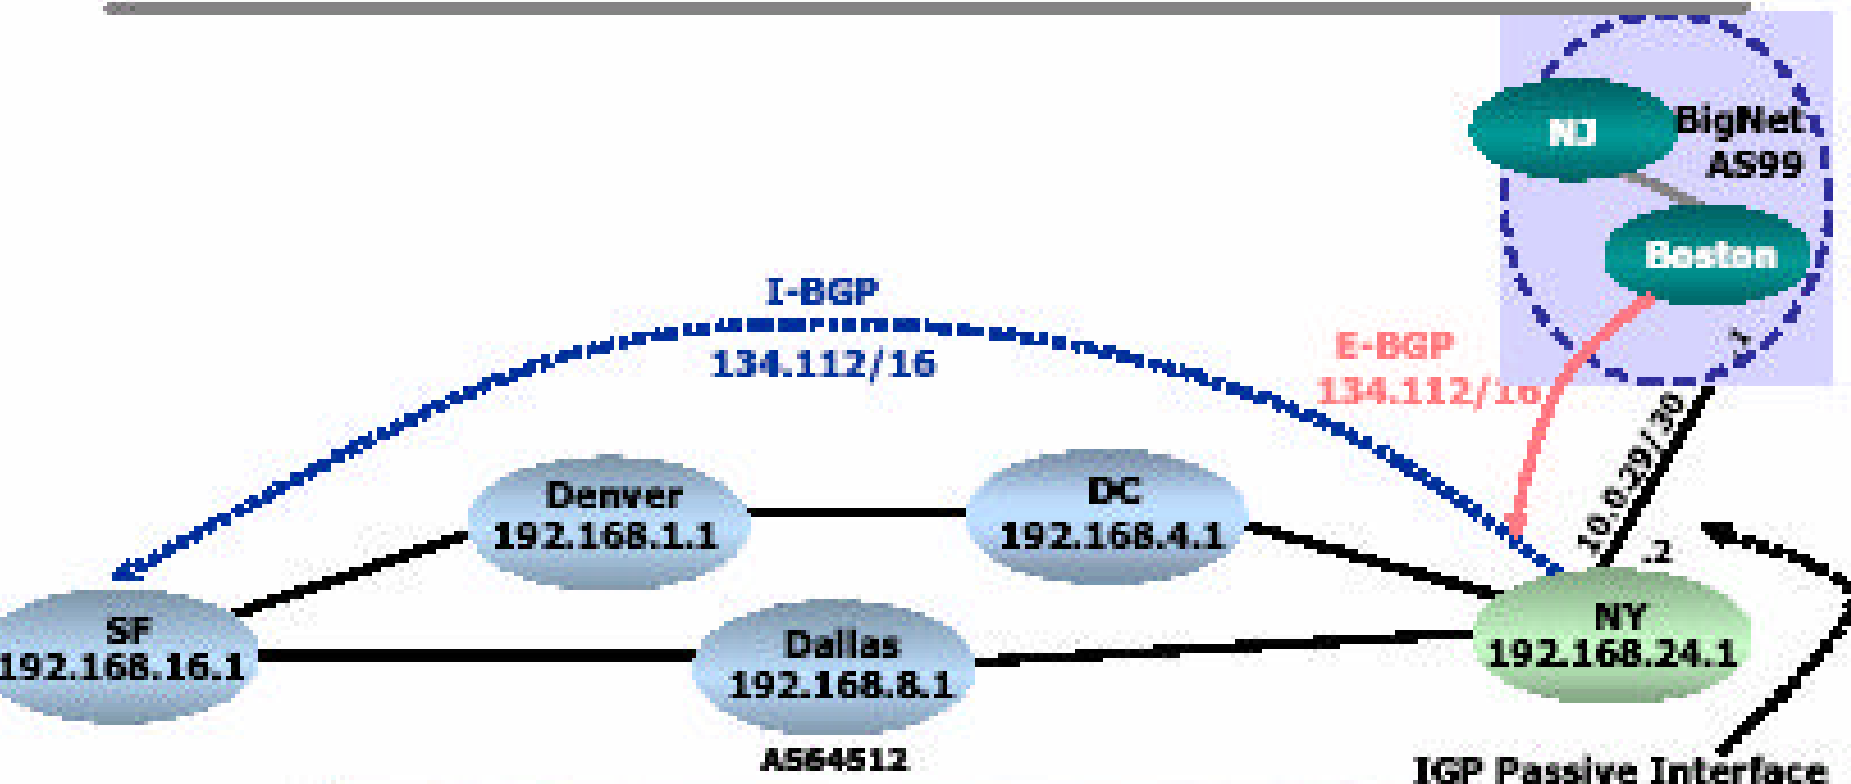 NJ
BigNet
AS99
Boston
.1
I-BGP
134.112/16
E-BGP
134.112/16
10.0.29/30
.2
Denver
192.168.1.1
DC
192.168.4.1
SF
192.168.16.1
Dallas
192.168.8.1
NY
192.168.24.1
AS64512
IGP Passive Interface